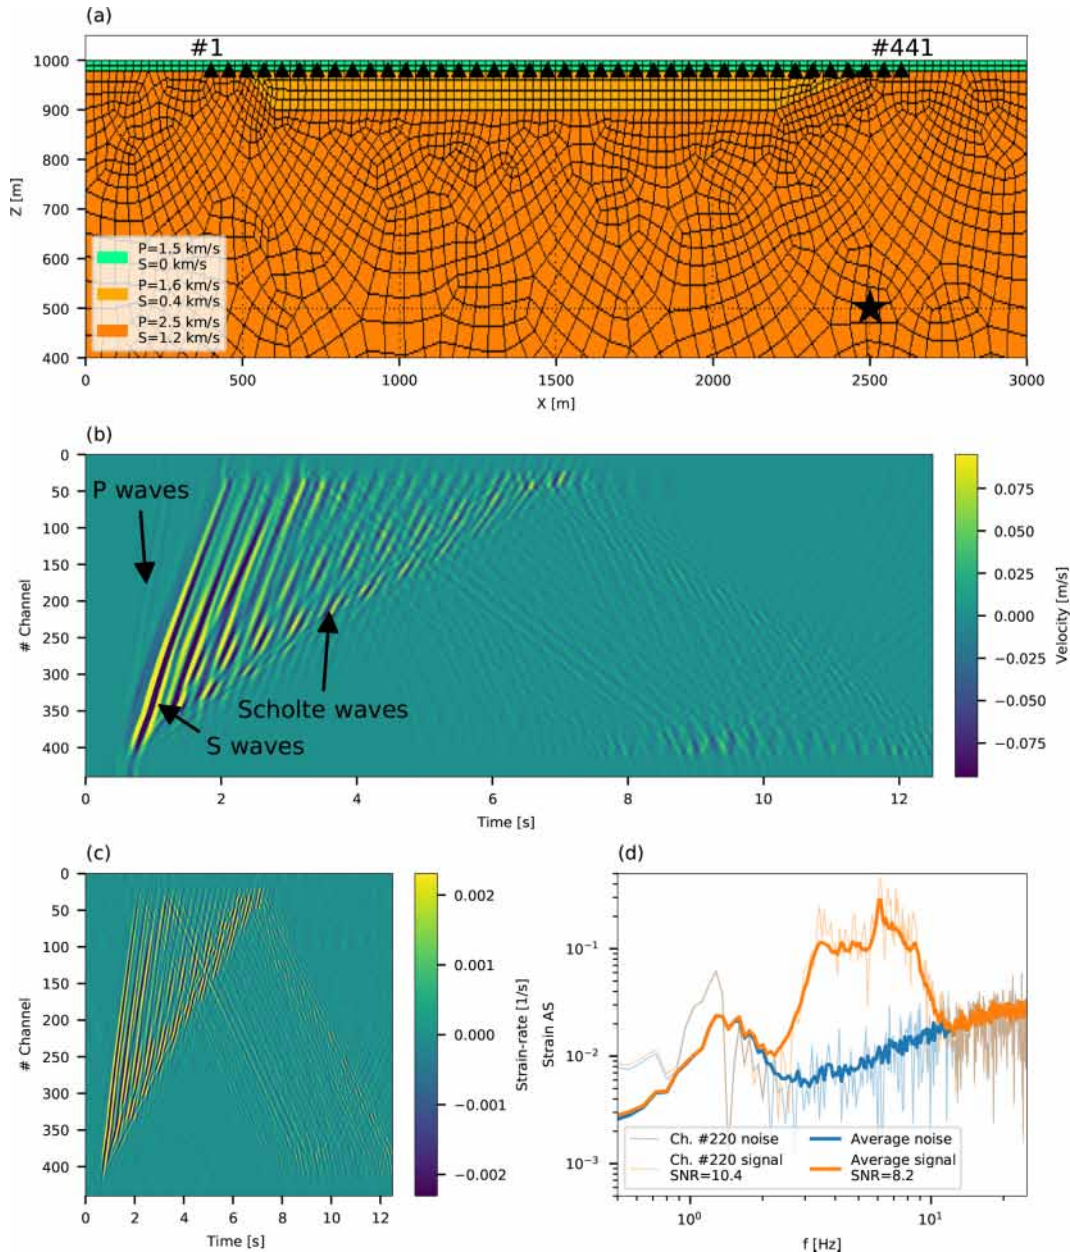 (a)
#1
#441
1000
900
800
700
600
500
400
Z [m]
P=1.5 km/s
S=0 km/s
P=1.6 km/s
S=0.4 km/s
P=2.5 km/s
S=1.2 km/s
0
500
1000
1500
2000
2500
3000
X [m]
(b)
0
50
100
150
200
250
300
350
400
# Channel
P waves
Scholte waves
S waves
0
2
4
6
8
10
12
Time [s]
0.075
0.050
0.025
0.000
−0.025
−0.050
−0.075
Velocity [m/s]
(c)
0
50
100
150
200
250
300
350
400
# Channel
0
2
4
6
8
10
12
Time [s]
0.002
0.001
0.000
−0.001
−0.002
Strain-rate [1/s]
(d)
10⁻¹
10⁻²
10⁻³
Strain AS
Ch. #220 noise
Ch. #220 signal
SNR=10.4
Average noise
Average signal
SNR=8.2
10⁰
10¹
f [Hz]